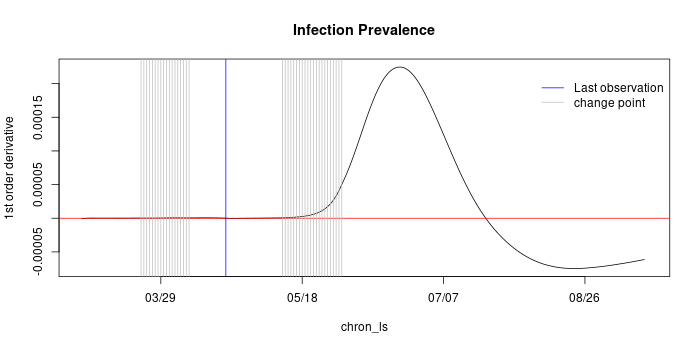 Infection Prevalence
1st order derivative
0.00015
0.00005
-0.00005
Last observation
change point
03/29
05/18
07/07
08/26
chron_ls